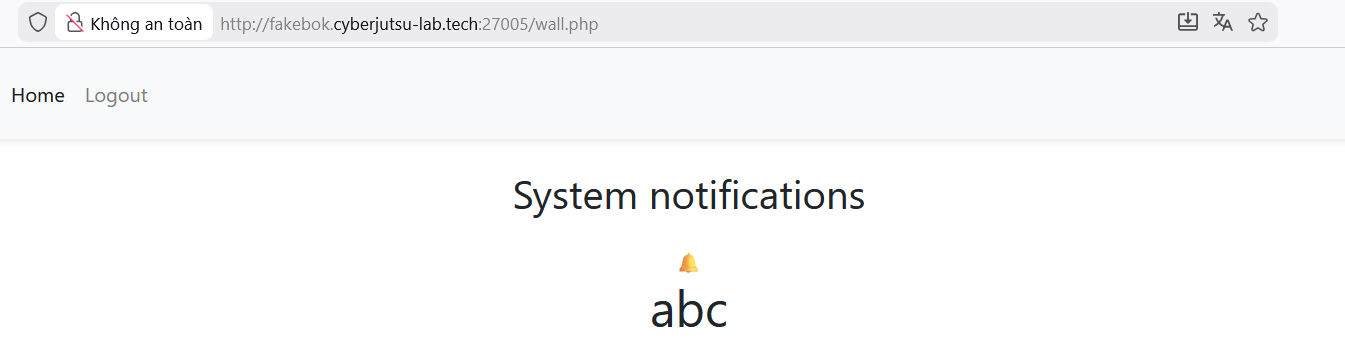 Không an toàn http://fakebok.cyberjutsu-lab.tech:27005/wall.php
Home Logout
System notifications
abc